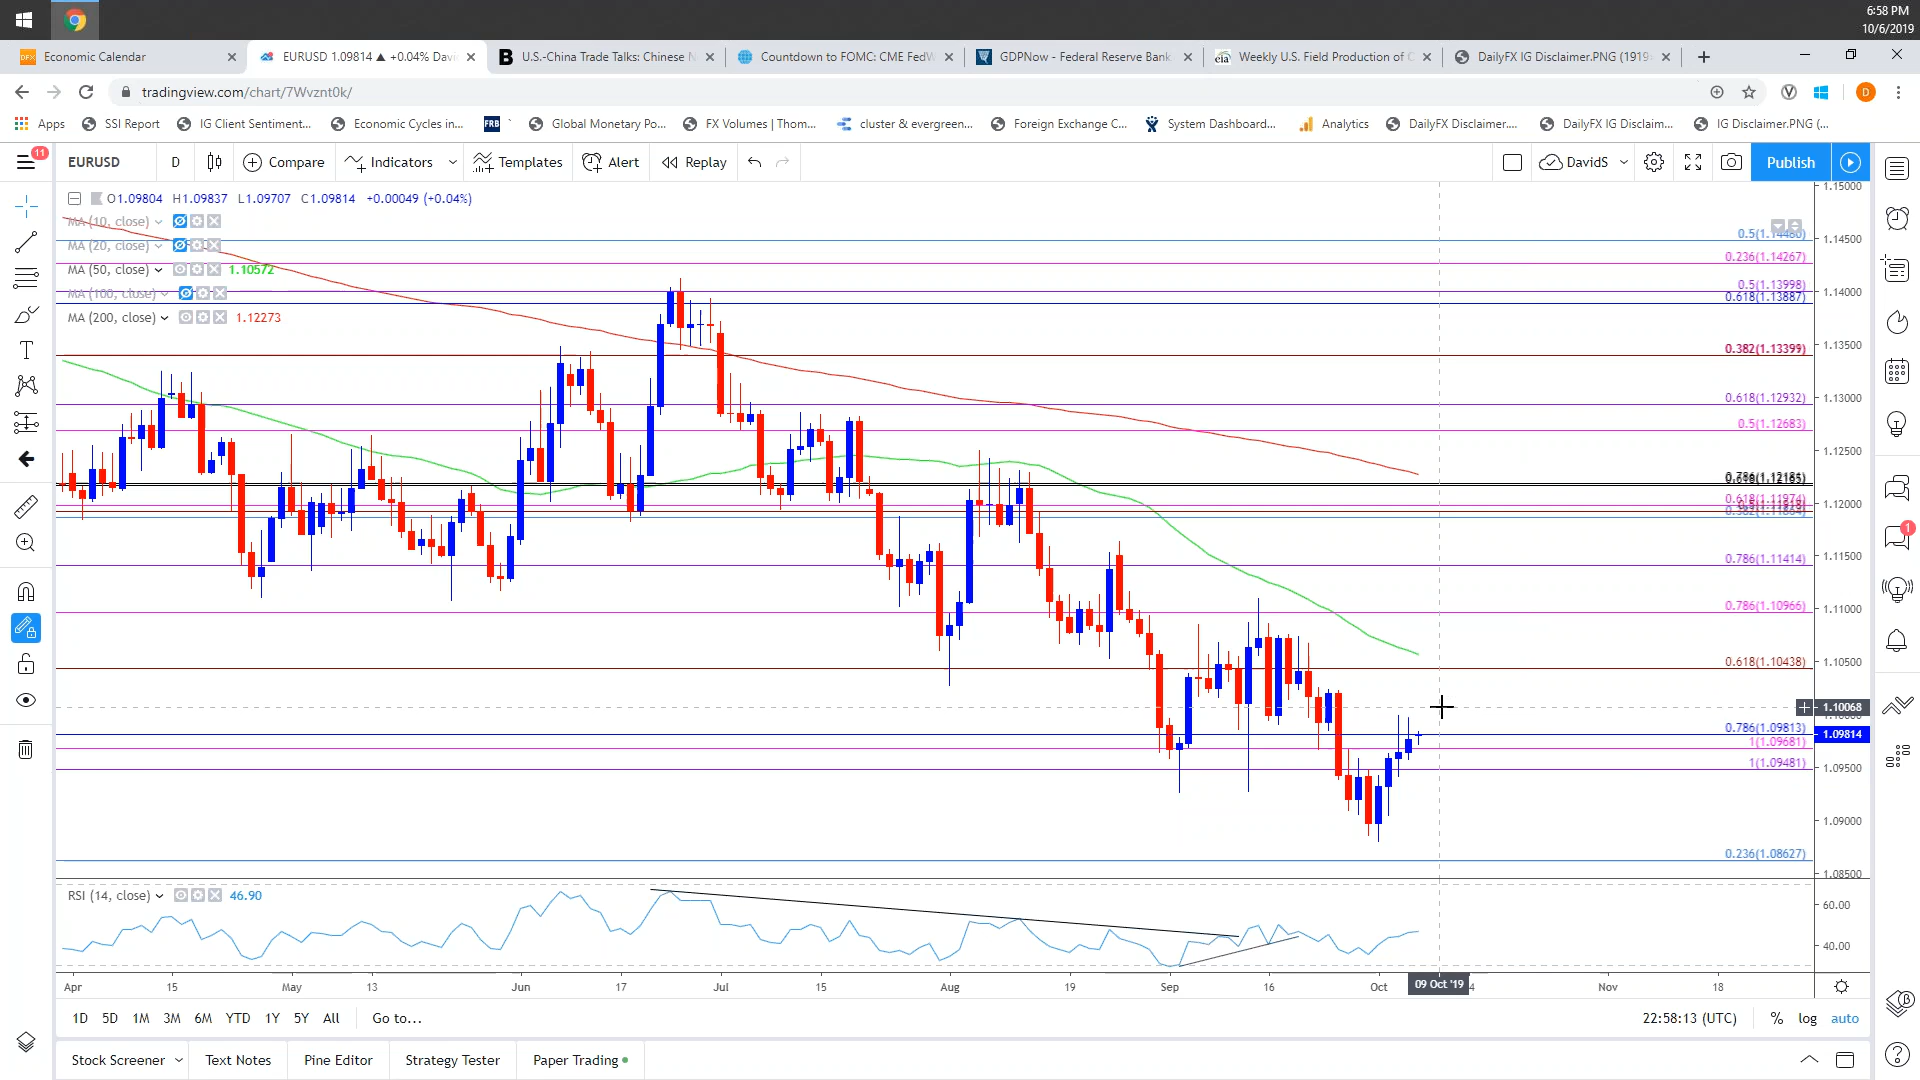 6:58 PM
10/6/2019
Economic Calendar
EURUSD 1.09814 ▲ +0.04% Davi
U.S.-China Trade Talks: Chinese N
Countdown to FOMC: CME FedW
GDPNow - Federal Reserve Bank
Weekly U.S. Field Production of C
DailyFX IG Disclaimer.PNG (1919
tradingview.com/chart/7Wvznt0k/
D
Apps
SSI Report
IG Client Sentiment...
Economic Cycles in...
FRB
Global Monetary Po...
FX Volumes | Thom...
cluster & evergreen...
Foreign Exchange C...
System Dashboard...
Analytics
DailyFX Disclaimer....
DailyFX IG Disclaim...
IG Disclaimer.PNG (...
11
EURUSD
D
Compare
Indicators
Templates
Alert
Replay
DavidS
Publish
O1.09804 H1.09837 L1.09707 C1.09814 +0.00049 (+0.04%)
MA (10, close)
MA (20, close)
MA (50, close) 1.10572
MA (100, close)
MA (200, close) 1.12273
1.15000
0.5(1.14480)
1.14500
0.236(1.14267)
0.5(1.13998)
1.14000
0.618(1.13887)
0.382(1.13399)
1.13500
0.618(1.12932)
1.13000
0.5(1.12683)
1.12500
0.618(1.11974)
1.12000
0.786(1.11414)
1.11500
0.786(1.10966)
1.11000
0.618(1.10438)
1.10500
1.10068
0.786(1.09813)
1.09814
1(1.09681)
1(1.09481)
1.09500
1.09000
0.236(1.08627)
1.08500
RSI (14, close) 46.90
60.00
40.00
Apr 15 May 13 Jun 17 Jul 15 Aug 19 Sep 16 Oct 09 Oct '19 4 Nov 18
1D 5D 1M 3M 6M YTD 1Y 5Y All Go to...
22:58:13 (UTC) % log auto
Stock Screener
Text Notes
Pine Editor
Strategy Tester
Paper Trading
1